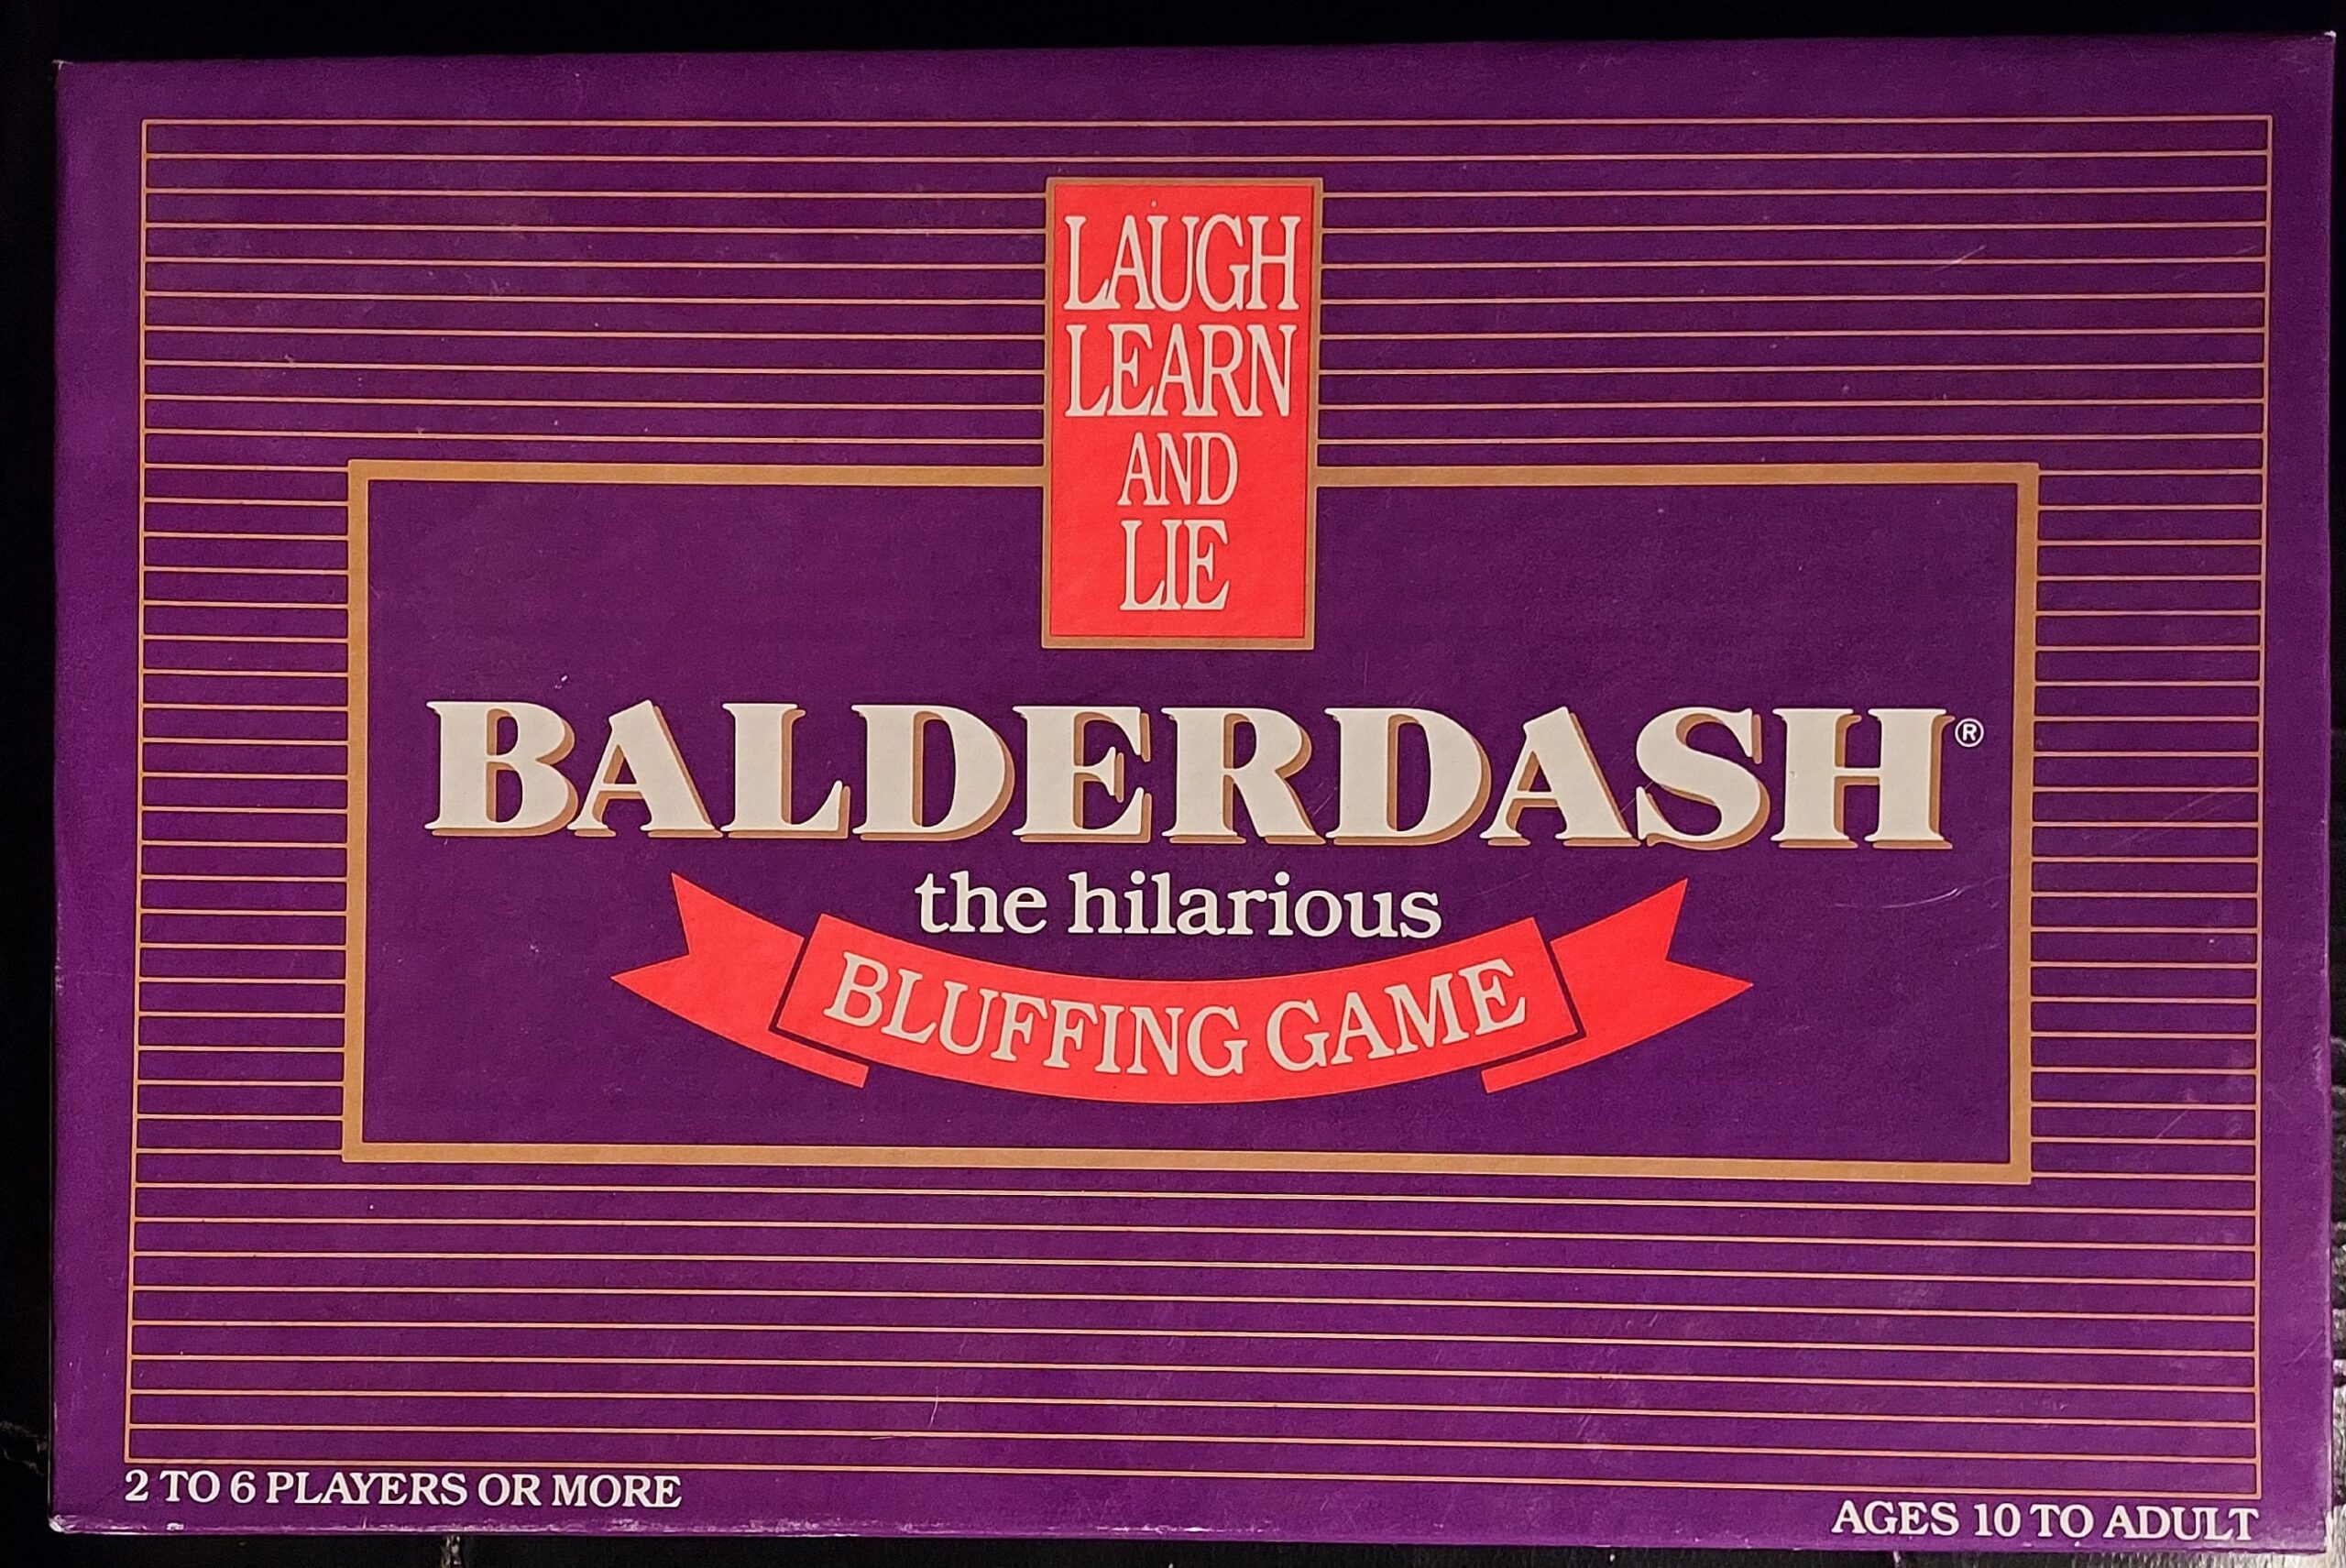 LAUGH
LEARN
AND
LIE
BALDERDASH®
the hilarious
BLUFFING GAME
2 TO 6 PLAYERS OR MORE
AGES 10 TO ADULT